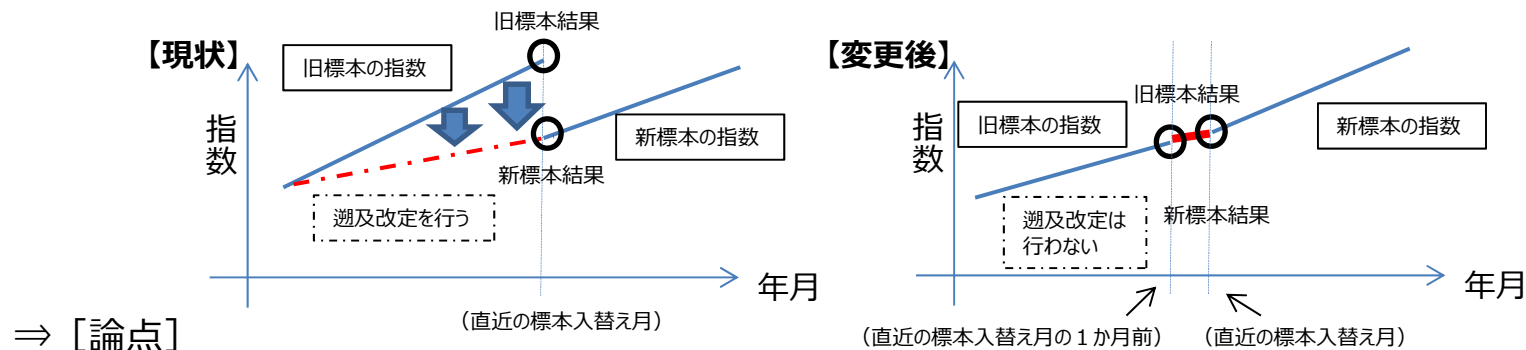 【現状】
旧標本結果
旧標本の指数
指数
新標本の指数
新標本結果
遡及改定を行う
年月
（直近の標本入替え月）
【変更後】
旧標本結果
旧標本の指数
指数
新標本の指数
遡及改定は
行わない
新標本結果
年月
（直近の標本入替え月の１か月前）
（直近の標本入替え月）
⇒［論点］